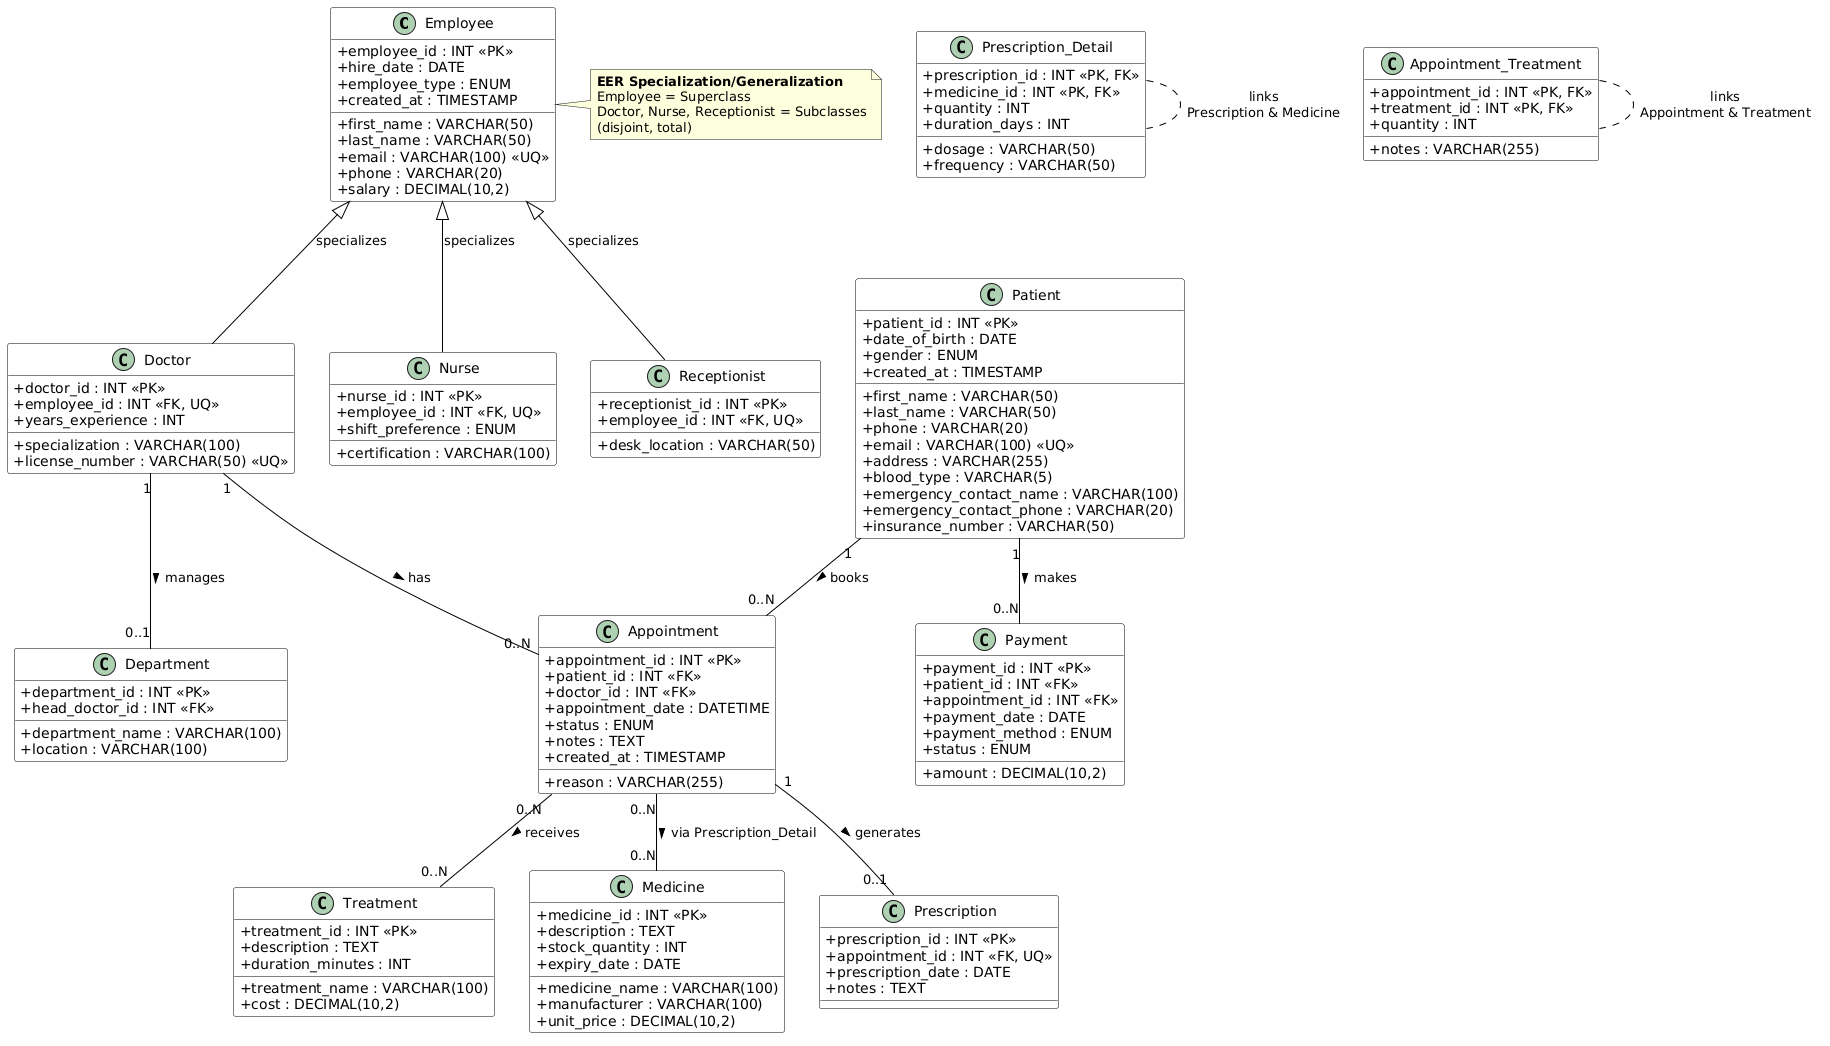 C Employee
+employee_id : INT «PK»
+hire_date : DATE
+employee_type : ENUM
+created_at : TIMESTAMP
+first_name : VARCHAR(50)
+last_name : VARCHAR(50)
+email : VARCHAR(100) «UQ»
+phone : VARCHAR(20)
+salary : DECIMAL(10,2)
EER Specialization/Generalization
Employee = Superclass
Doctor, Nurse, Receptionist = Subclasses
(disjoint, total)
C Prescription_Detail
+prescription_id : INT «PK, FK»
+medicine_id : INT «PK, FK»
+quantity : INT
+duration_days : INT
+dosage : VARCHAR(50)
+frequency : VARCHAR(50)
links
Prescription & Medicine
C Appointment_Treatment
+appointment_id : INT «PK, FK»
+treatment_id : INT «PK, FK»
+quantity : INT
+notes : VARCHAR(255)
links
Appointment & Treatment
specializes
specializes
specializes
C Doctor
+doctor_id : INT «PK»
+employee_id : INT «FK, UQ»
+years_experience : INT
+specialization : VARCHAR(100)
+license_number : VARCHAR(50) «UQ»
C Nurse
+nurse_id : INT «PK»
+employee_id : INT «FK, UQ»
+shift_preference : ENUM
+certification : VARCHAR(100)
C Receptionist
+receptionist_id : INT «PK»
+employee_id : INT «FK, UQ»
+desk_location : VARCHAR(50)
C Patient
+patient_id : INT «PK»
+date_of_birth : DATE
+gender : ENUM
+created_at : TIMESTAMP
+first_name : VARCHAR(50)
+last_name : VARCHAR(50)
+phone : VARCHAR(20)
+email : VARCHAR(100) «UQ»
+address : VARCHAR(255)
+blood_type : VARCHAR(5)
+emergency_contact_name : VARCHAR(100)
+emergency_contact_phone : VARCHAR(20)
+insurance_number : VARCHAR(50)
1
manages
0..1
1
has
0..N
1
books
0..N
1
makes
0..N
C Department
+department_id : INT «PK»
+head_doctor_id : INT «FK»
+department_name : VARCHAR(100)
+location : VARCHAR(100)
C Appointment
+appointment_id : INT «PK»
+patient_id : INT «FK»
+doctor_id : INT «FK»
+appointment_date : DATETIME
+status : ENUM
+notes : TEXT
+created_at : TIMESTAMP
+reason : VARCHAR(255)
C Payment
+payment_id : INT «PK»
+patient_id : INT «FK»
+appointment_id : INT «FK»
+payment_date : DATE
+payment_method : ENUM
+status : ENUM
+amount : DECIMAL(10,2)
0..N
receives
0..N
0..N
via Prescription_Detail
0..N
1
generates
0..1
C Treatment
+treatment_id : INT «PK»
+description : TEXT
+duration_minutes : INT
+treatment_name : VARCHAR(100)
+cost : DECIMAL(10,2)
C Medicine
+medicine_id : INT «PK»
+description : TEXT
+stock_quantity : INT
+expiry_date : DATE
+medicine_name : VARCHAR(100)
+manufacturer : VARCHAR(100)
+unit_price : DECIMAL(10,2)
C Prescription
+prescription_id : INT «PK»
+appointment_id : INT «FK, UQ»
+prescription_date : DATE
+notes : TEXT